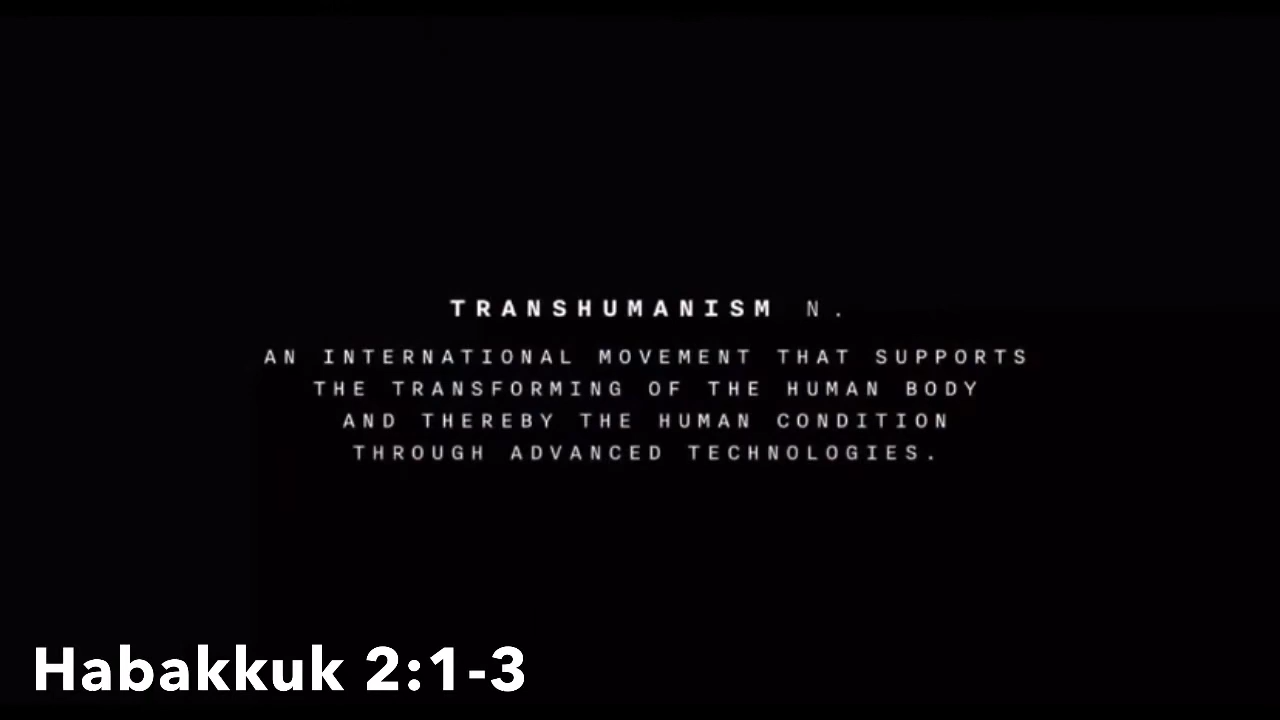 TRANSHUMANISM N.
AN INTERNATIONAL MOVEMENT THAT SUPPORTS
THE TRANSFORMING OF THE HUMAN BODY
AND THEREBY THE HUMAN CONDITION
THROUGH ADVANCED TECHNOLOGIES.
Habakkuk 2:1-3